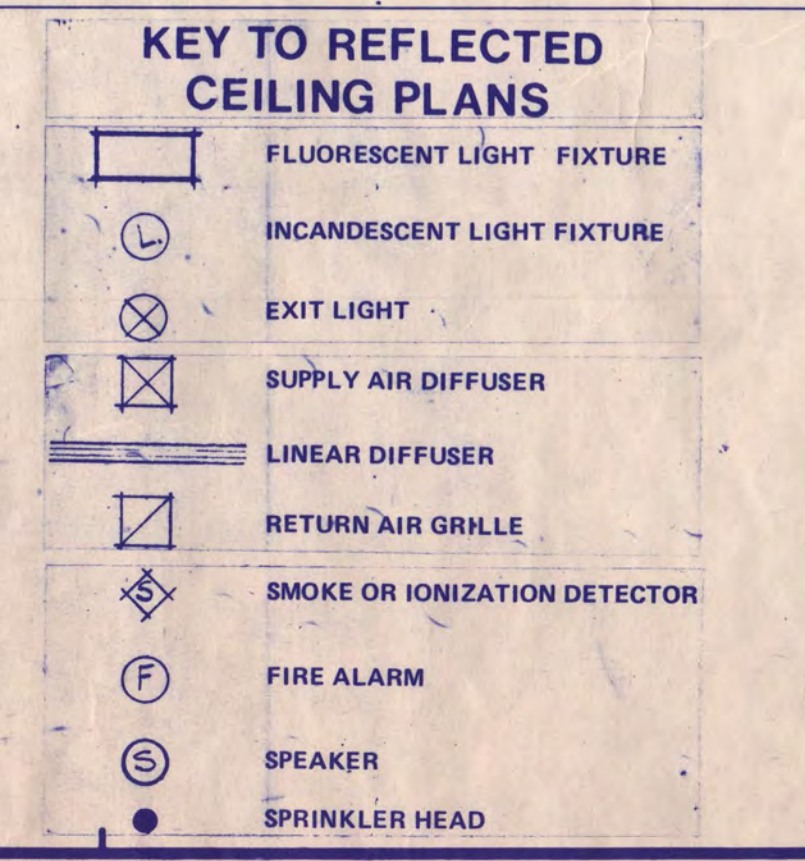 KEY TO REFLECTED
CEILING PLANS
FLUORESCENT LIGHT FIXTURE
L. INCANDESCENT LIGHT FIXTURE
EXIT LIGHT
SUPPLY AIR DIFFUSER
LINEAR DIFFUSER
RETURN AIR GRILLE
S SMOKE OR IONIZATION DETECTOR
F FIRE ALARM
S SPEAKER
SPRINKLER HEAD